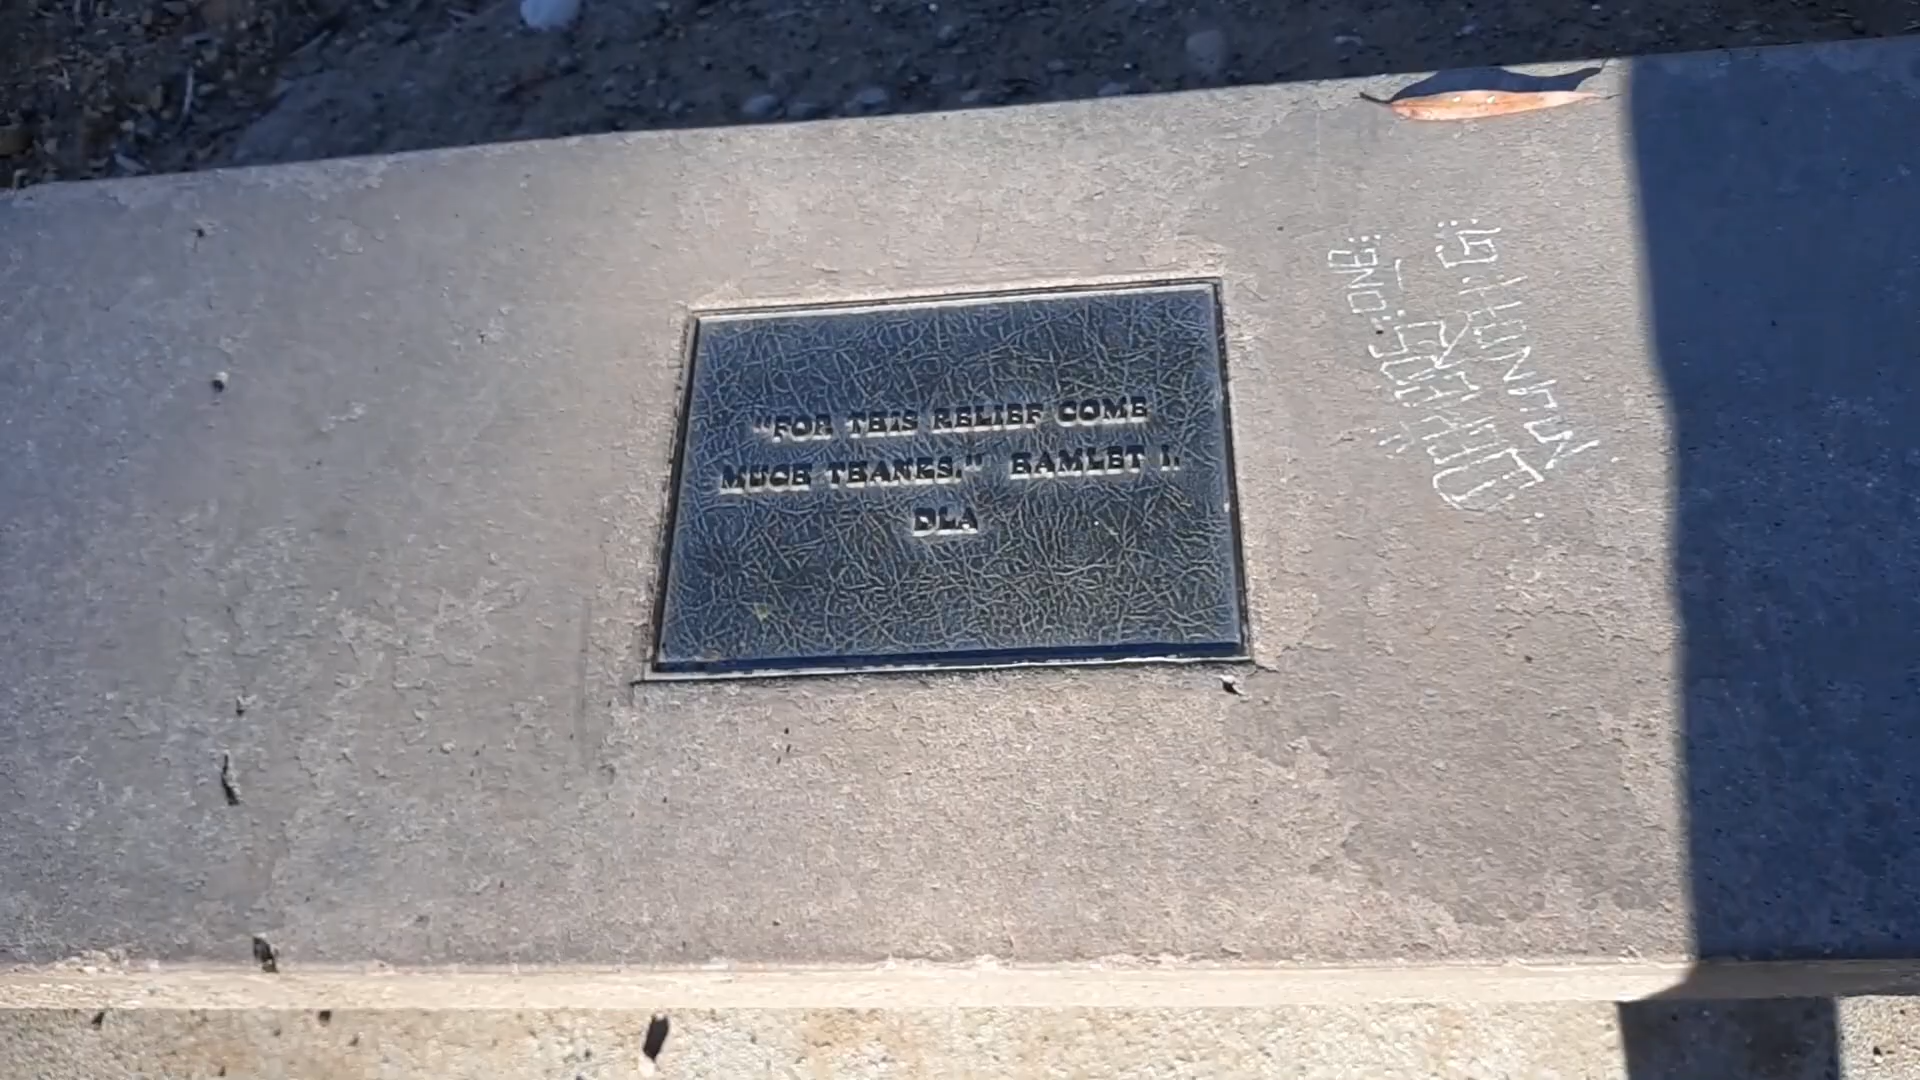 "FOR THIS RELIEF COME
MUCH THANKS." HAMLET I.
DLA